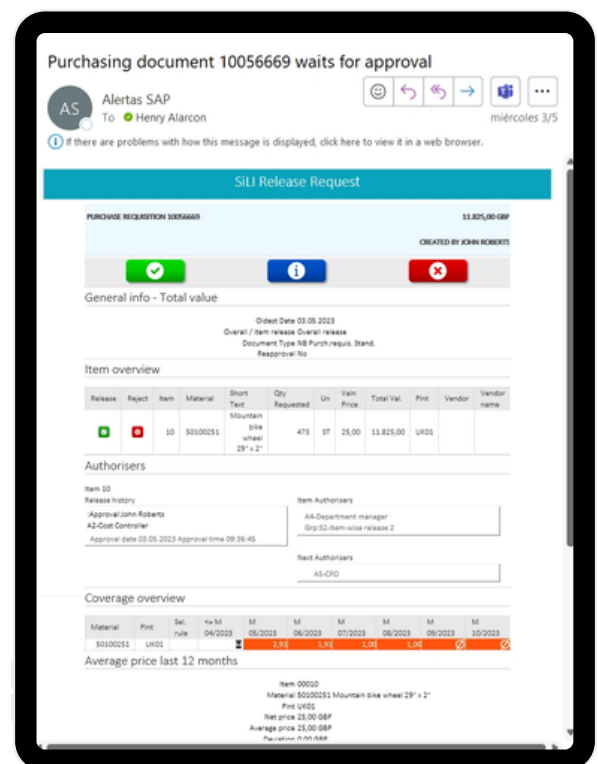 Purchasing document 10056669 waits for approval
AS
Alertas SAP
To Henry Alarcon
miércoles 3/5
If there are problems with how this message is displayed, click here to view it in a web browser.
SiLI Release Request
PURCHASE REQUISITION 10056669 11.825,00 GBP
CREATED BY JOHN ROBERTS
General info - Total value
Oldest Date 03.05.2023
Overall / Item release Overall release
Document Type NB Purch.requis. Stand.
Reapproval No
Item overview
Release Reject Item Material Short Text Qty Requested Un Valn Price Total Val. Plnt Vendor Vendor name
10 50100251 Mountain bike wheel 29" x 2" 473 ST 25,00 11.825,00 UK01
Authorisers
Item 10
Release history Item Authorisers
:Approval:John Roberts
A2-Cost Controller
Approval date 03.05.2023 Approval time 09:36:45
A4-Department manager
Grp:S2-Item-wise release 2
Next Authorisers
A5-CFO
Coverage overview
Material Plnt Sel. rule <= M 04/2023 M 05/2023 M 06/2023 M 07/2023 M 08/2023 M 09/2023 M 10/2023
50100251 UK01 2,91 1,91 1,00 1,00
Average price last 12 months
Item 00010
Material 50100251 Mountain bike wheel 29" x 2"
Plnt UK01
Net price 25,00 GBP
Average price 25,00 GBP
Deviation 0,00 GBP